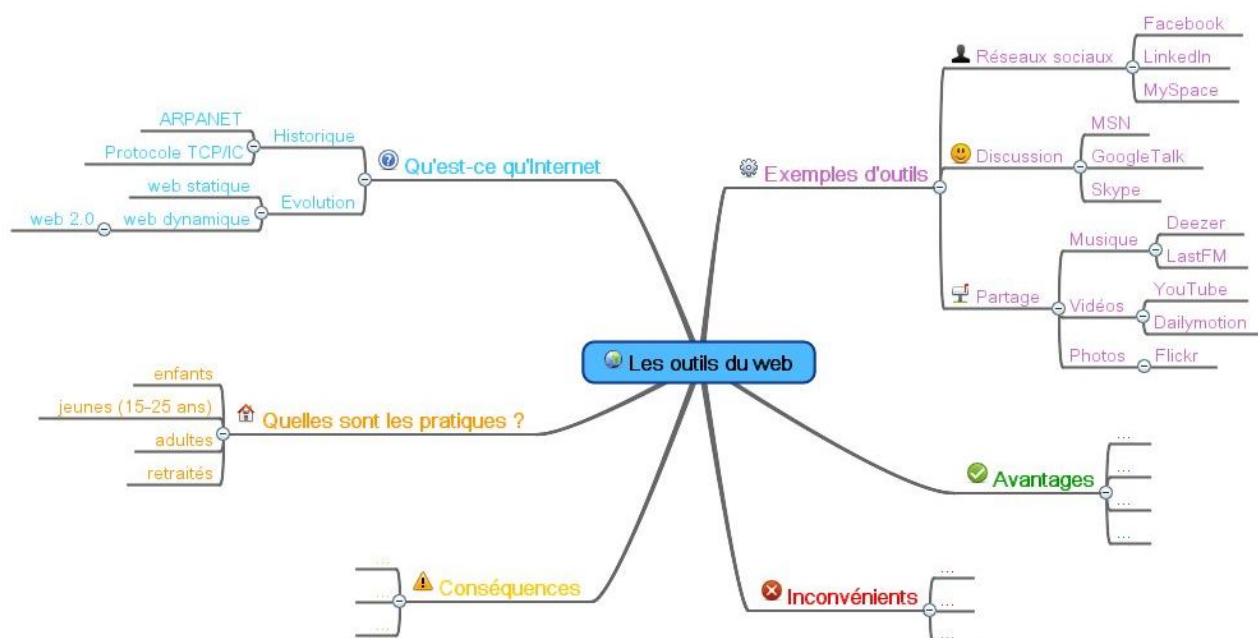 Les outils du web
Qu'est-ce qu'Internet
Historique
ARPANET
Protocole TCP/IC
Evolution
web statique
web dynamique
web 2.0
Exemples d'outils
Réseaux sociaux
Facebook
LinkedIn
MySpace
Discussion
MSN
GoogleTalk
Skype
Partage
Musique
Deezer
LastFM
Vidéos
YouTube
Dailymotion
Photos
Flickr
Quelles sont les pratiques ?
enfants
jeunes (15-25 ans)
adultes
retraités
Avantages
...
...
...
...
Conséquences
...
...
...
Inconvénients
...
...
...